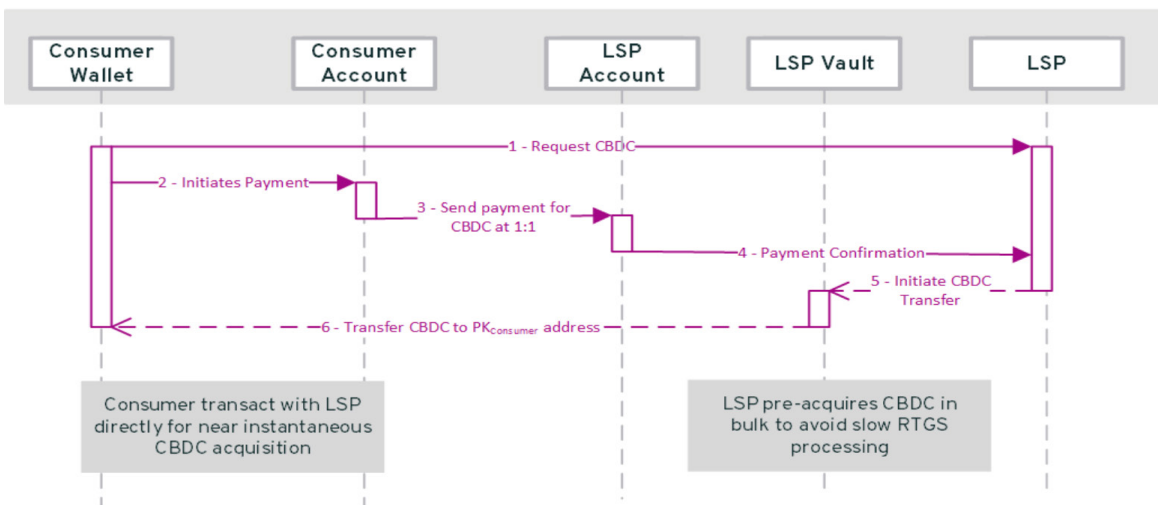 Consumer
Wallet
Consumer
Account
LSP
Account
LSP Vault
LSP
1 - Request CBDC
2 - Initiates Payment
3 - Send payment for
CBDC at 1:1
4 - Payment Confirmation
5 - Initiate CBDC
Transfer
6 - Transfer CBDC to PKConsumer address
Consumer transact with LSP
directly for near instantaneous
CBDC acquisition
LSP pre-acquires CBDC in
bulk to avoid slow RTGS
processing